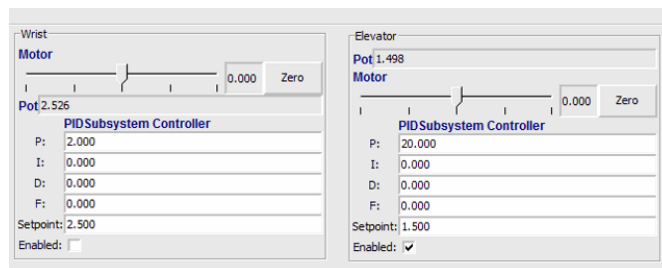 Wrist
Motor
0.000 Zero
Pot 2.526
PIDSubsystem Controller
P: 2.000
I: 0.000
D: 0.000
F: 0.000
Setpoint: 2.500
Enabled:
Elevator
Pot 1.498
Motor
0.000 Zero
PIDSubsystem Controller
P: 20.000
I: 0.000
D: 0.000
F: 0.000
Setpoint: 1.500
Enabled: